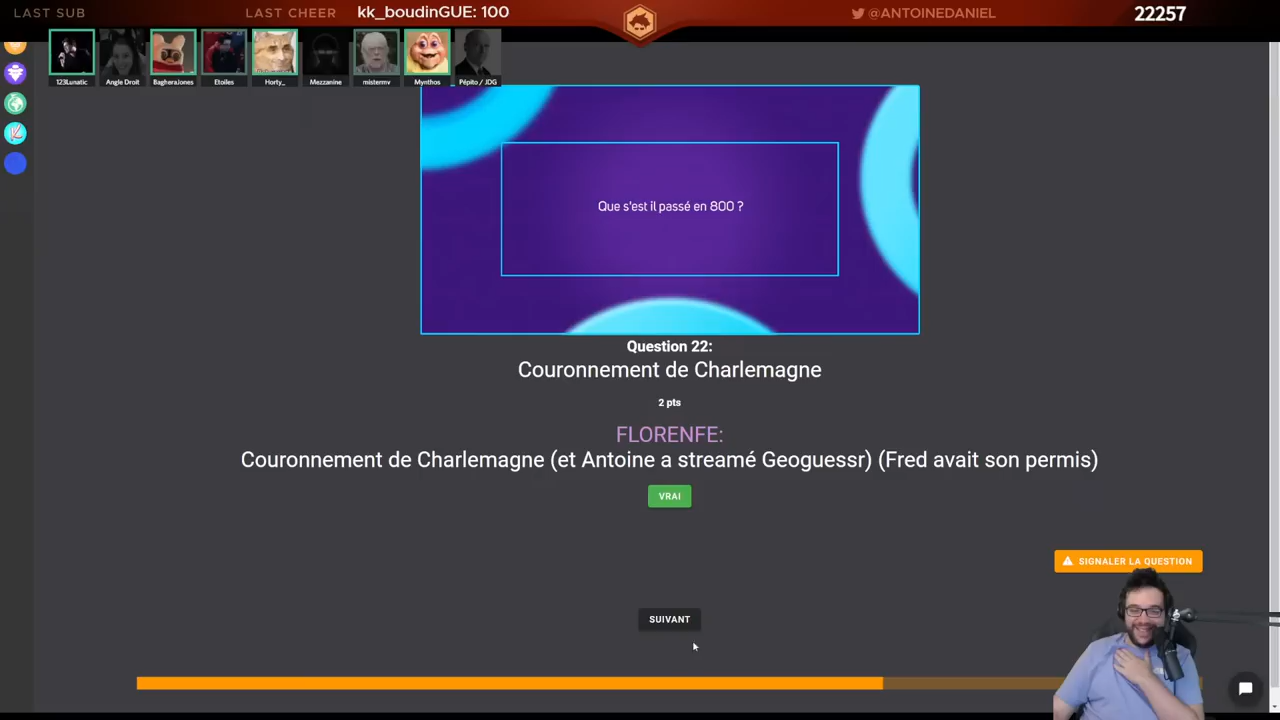 LAST SUB LAST CHEER kk_boudinGUE: 100 @ANTOINEDANIEL 22257
123Lunatic Angle Droit BagheraJones Etoiles Horty_ Mezzanine mistermv Mynthos Pépito / JDG
Que s'est il passé en 800 ?
Question 22:
Couronnement de Charlemagne
2 pts
FLORENFE:
Couronnement de Charlemagne (et Antoine a streamé Geoguessr) (Fred avait son permis)
VRAI
SIGNALER LA QUESTION
SUIVANT